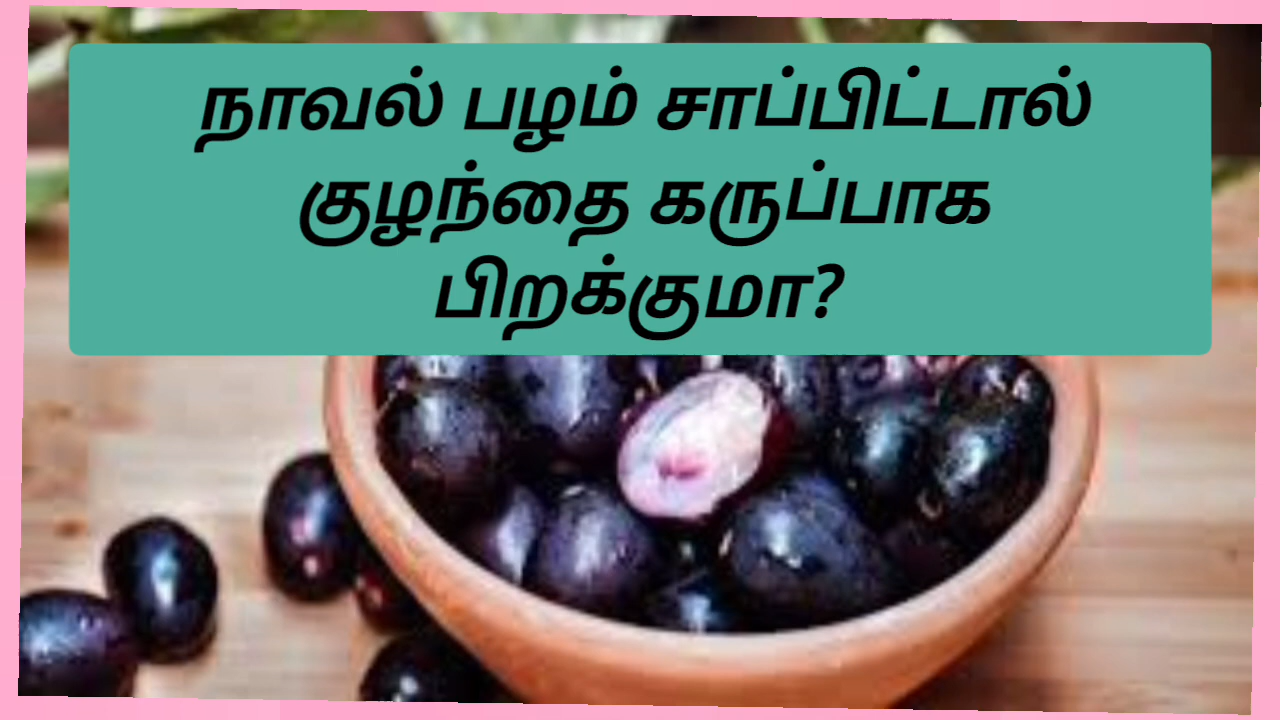 நாவல் பழம் சாப்பிட்டால்
குழந்தை கருப்பாக
பிறக்குமா?